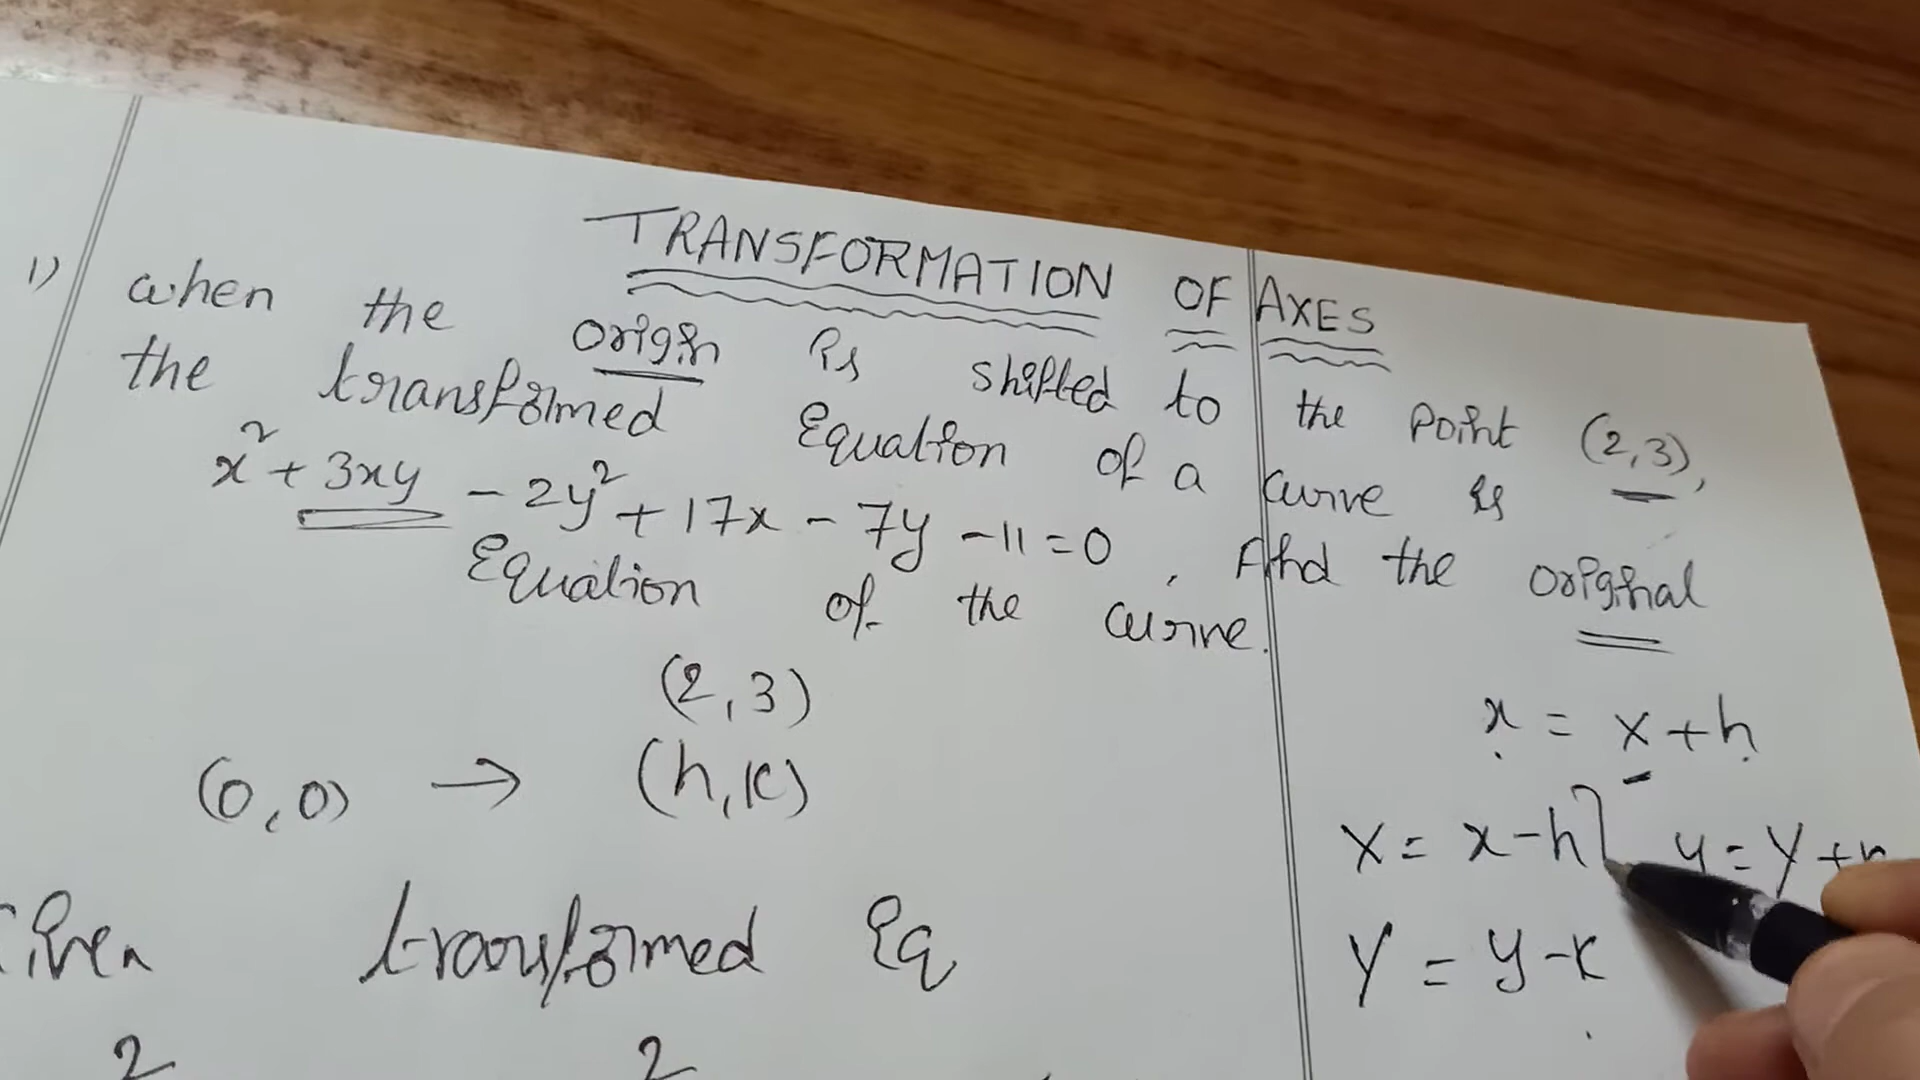 TRANSFORMATION OF AXES
1) when the origin is shifted to the point (2,3),
the transformed Equation of a curve is
x² + 3xy - 2y² + 17x - 7y - 11 = 0, find the original
Equation of the curve.
(2,3)
(0,0) → (h,k)
x = X + h
X = x - h y = Y +
Y = y - k
transformed Eq
2 2